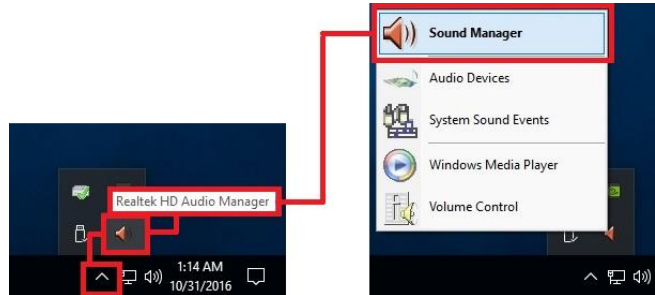 Realtek HD Audio Manager
1:14 AM
10/31/2016
Sound Manager
Audio Devices
System Sound Events
Windows Media Player
Volume Control